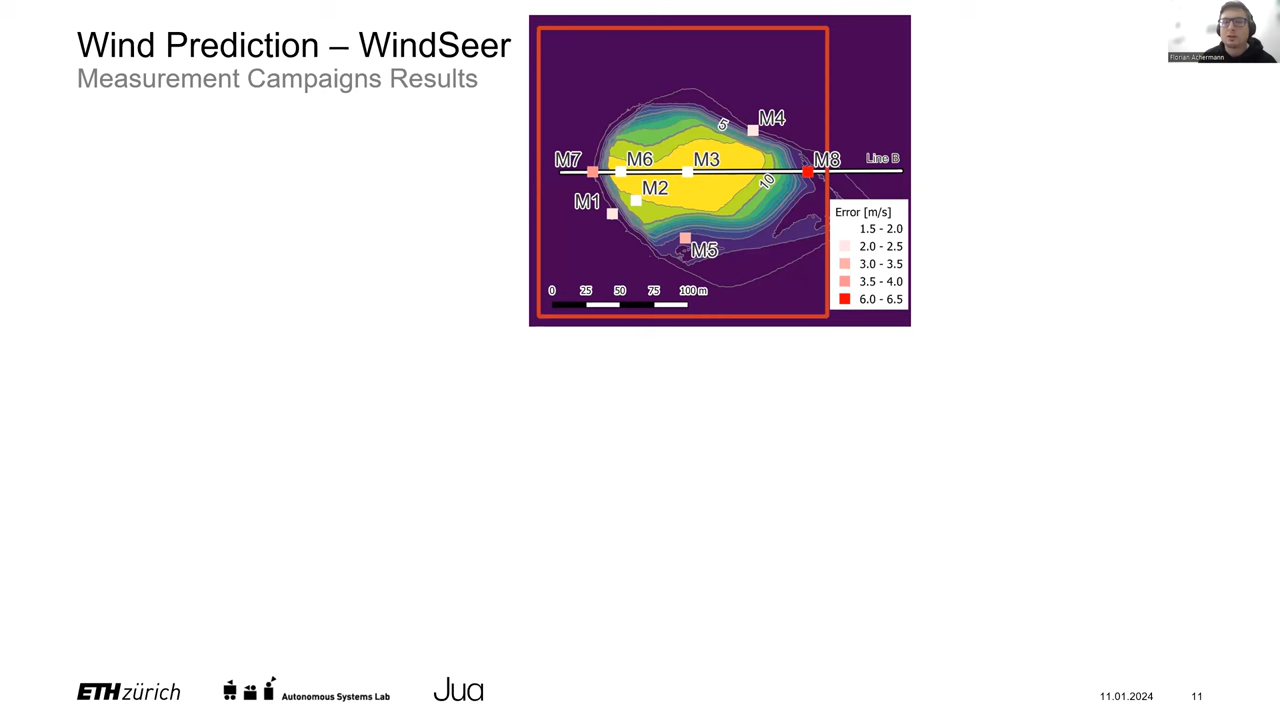 Wind Prediction – WindSeer
Measurement Campaigns Results
Florian Achermann
5
M4
M7
M6
M3
M8
Line B
10
M2
M1
M5
Error [m/s]
1.5 - 2.0
2.0 - 2.5
3.0 - 3.5
3.5 - 4.0
6.0 - 6.5
0 25 50 75 100 m
ETH zürich
Autonomous Systems Lab
Jua
11.01.2024
11